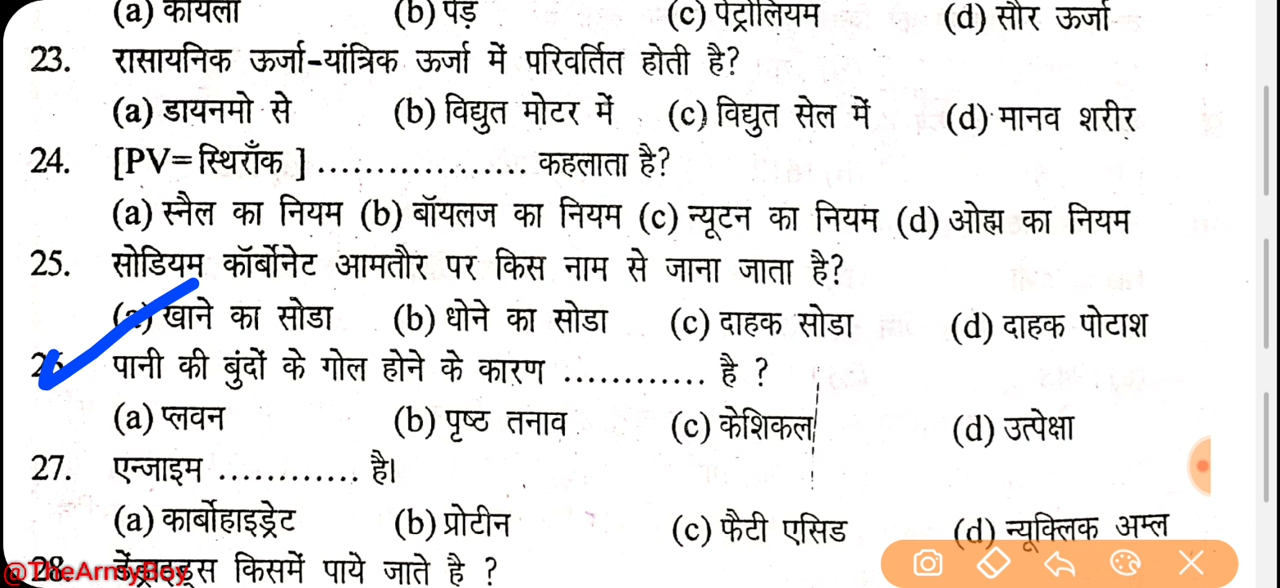 (a) कोयला (b) पेड़ (c) पेट्रोलियम (d) सौर ऊर्जा
23. रासायनिक ऊर्जा-यांत्रिक ऊर्जा में परिवर्तित होती है?
(a) डायनमो से (b) विद्युत मोटर में (c) विद्युत सेल में (d) मानव शरीर
24. [PV= स्थिराँक ] .................. कहलाता है?
(a) स्नैल का नियम (b) बॉयलज का नियम (c) न्यूटन का नियम (d) ओह्म का नियम
25. सोडियम कॉर्बोनेट आमतौर पर किस नाम से जाना जाता है?
(a) खाने का सोडा (b) धोने का सोडा (c) दाहक सोडा (d) दाहक पोटाश
26. पानी की बुंदों के गोल होने के कारण ............. है ?
(a) प्लवन (b) पृष्ठ तनाव (c) केशिकल (d) उत्पेक्षा
27. एन्जाइम ............. है।
(a) कार्बोहाइड्रेट (b) प्रोटीन (c) फैटी एसिड (d) न्यूक्लिक अम्ल
28. किसमें पाये जाते है ?
@TheArmyBoy